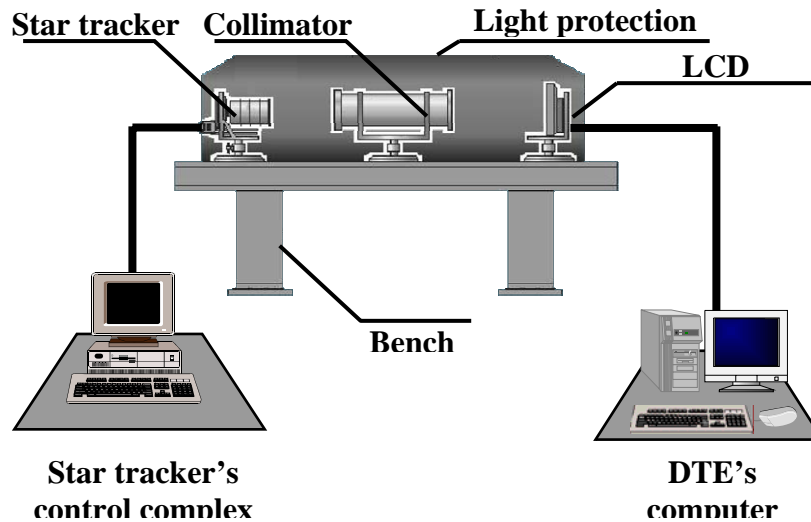 Star tracker
Collimator
Light protection
LCD
Bench
Star tracker’s
control complex
DTE’s
computer